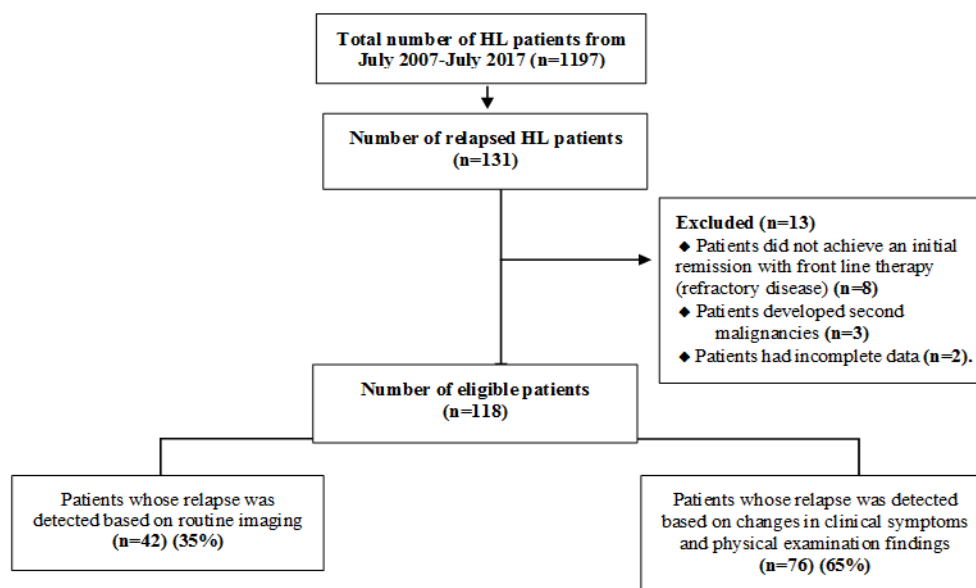 Total number of HL patients from
July 2007-July 2017 (n=1197)
Number of relapsed HL patients
(n=131)
Excluded (n=13)
◆ Patients did not achieve an initial
remission with front line therapy
(refractory disease) (n=8)
◆ Patients developed second
malignancies (n=3)
◆ Patients had incomplete data (n=2).
Number of eligible patients
(n=118)
Patients whose relapse was
detected based on routine imaging
(n=42) (35%)
Patients whose relapse was detected
based on changes in clinical symptoms
and physical examination findings
(n=76) (65%)